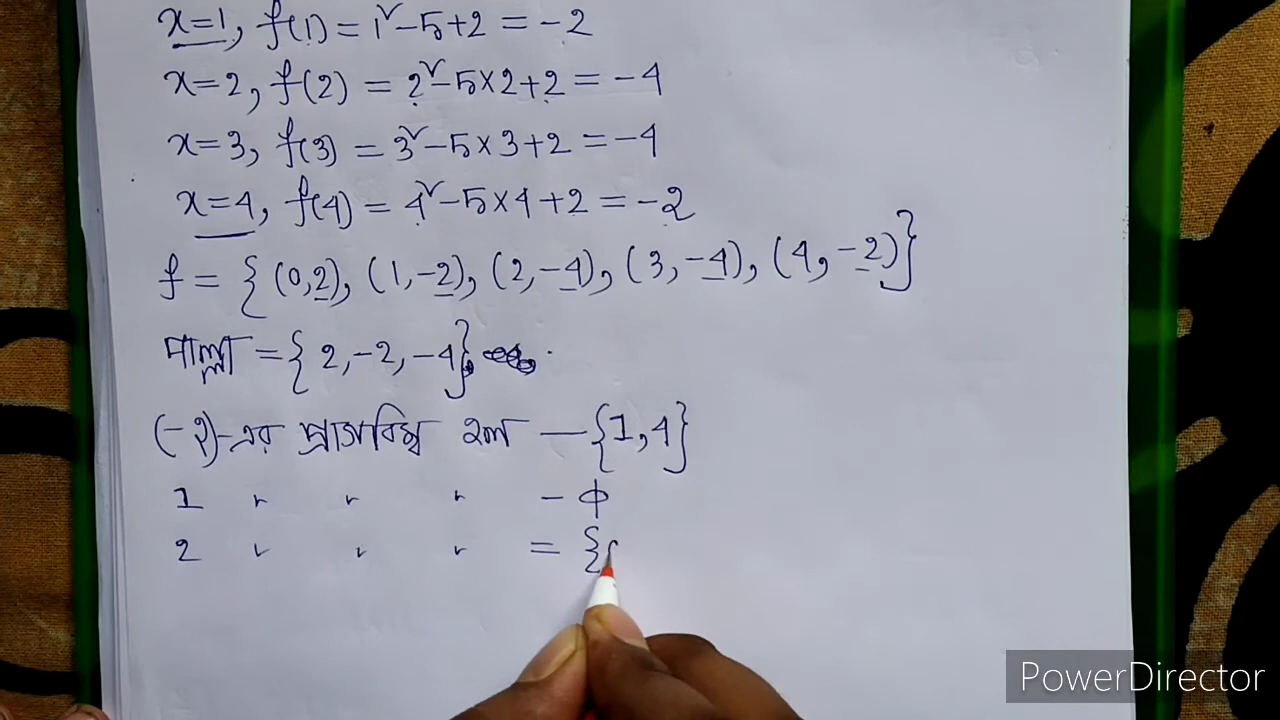 x=1, f(1) = 1² - 5+2 = -2
x=2, f(2) = 2² - 5×2+2 = -4
x=3, f(3) = 3² - 5×3+2 = -4
x=4, f(4) = 4² - 5×4+2 = -2
f = {(0,2), (1,-2), (2,-4), (3,-4), (4,-2)}
পাল্লা = {2,-2,-4}
(-২)-এর প্রাগবিম্ব হল — {1,4}
1 " " " - ϕ
2 " " " = {
PowerDirector